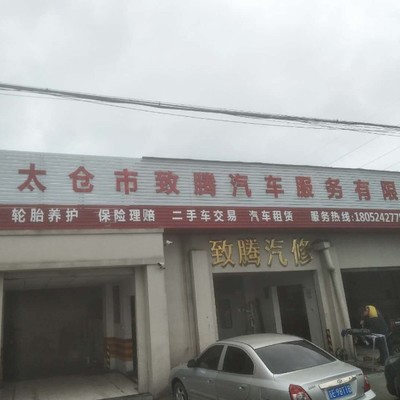 太仓市致腾汽车服务有限
轮胎养护 保险理赔 二手车交易 汽车租赁 服务热线:180524277
致腾汽修